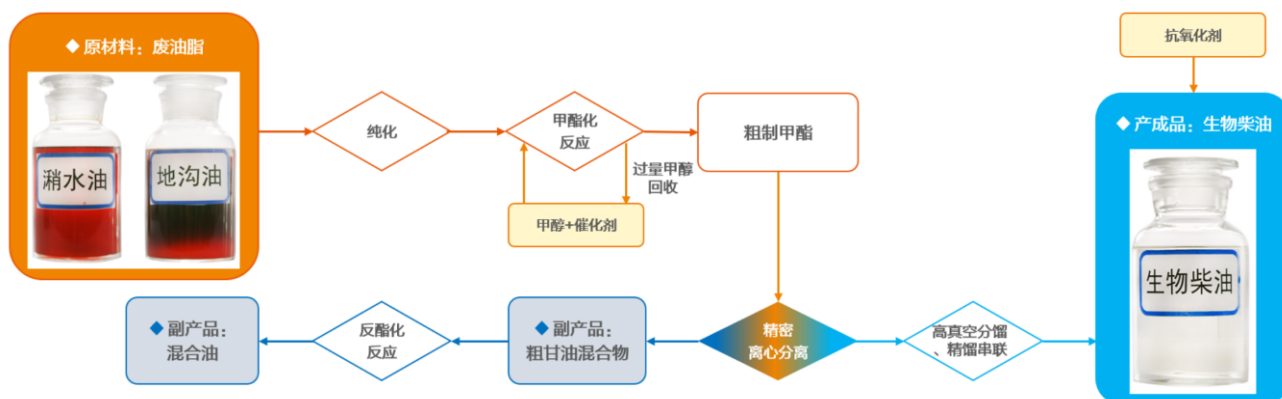 ◆ 原材料：废油脂
潲水油
地沟油
纯化
甲酯化
反应
过量甲醇
回收
甲醇+催化剂
粗制甲酯
抗氧化剂
◆ 产成品：生物柴油
生物柴油
◆ 副产品：
混合油
反酯化
反应
◆ 副产品：
粗甘油混合物
精密
离心分离
高真空分馏
、精馏串联